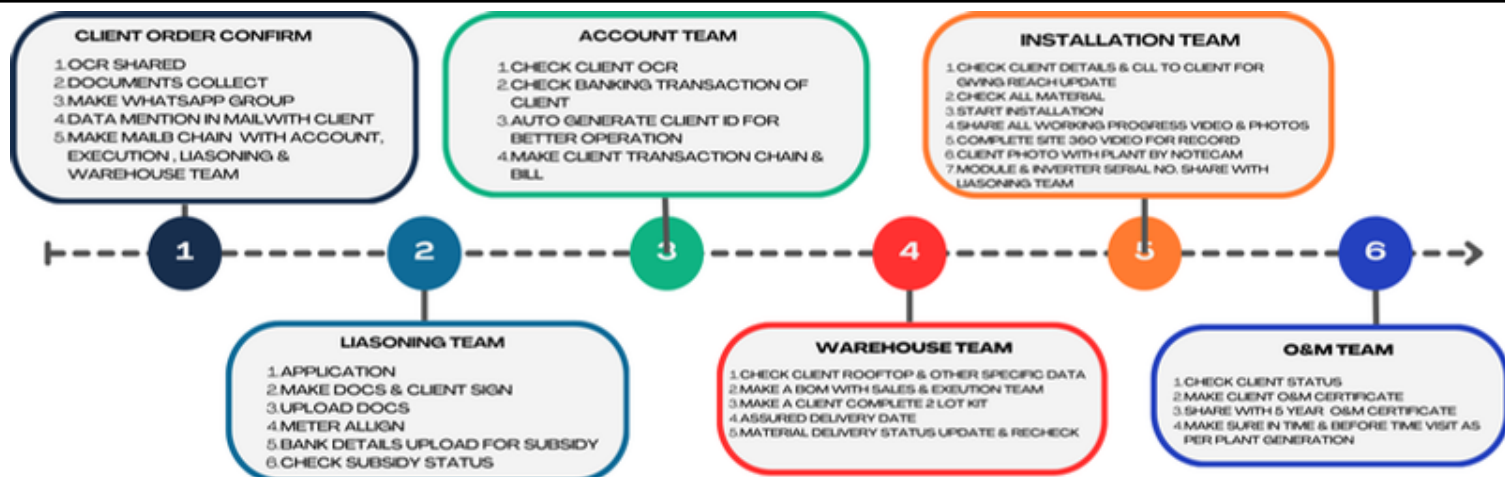 CLIENT ORDER CONFIRM
1.OCR SHARED
2.DOCUMENTS COLLECT
3.MAKE WHATSAPP GROUP
4.DATA MENTION IN MAILWITH CLIENT
5.MAKE MAILB CHAIN WITH ACCOUNT,
EXECUTION , LIASONING &
WAREHOUSE TEAM
ACCOUNT TEAM
1.CHECK CLIENT OCR
2.CHECK BANKING TRANSACTION OF
CLIENT
3.AUTO GENERATE CLIENT ID FOR
BETTER OPERATION
4.MAKE CLIENT TRANSACTION CHAIN &
BILL
INSTALLATION TEAM
1.CHECK CLIENT DETAILS & CLL TO CLIENT FOR
GIVING REACH UPDATE
2.CHECK ALL MATERIAL
3.START INSTALLATION
4.SHARE ALL WORKING PROGRESS VIDEO & PHOTOS
5.COMPLETE SITE 360 VIDEO FOR RECORD
6.CLIENT PHOTO WITH PLANT BY NOTECAM
7.MODULE & INVERTER SERIAL NO. SHARE WITH
LIASONING TEAM
1
2
3
4
5
6
LIASONING TEAM
1.APPLICATION
2.MAKE DOCS & CLIENT SIGN
3.UPLOAD DOCS
4.METER ALLIGN
5.BANK DETAILS UPLOAD FOR SUBSIDY
6.CHECK SUBSIDY STATUS
WAREHOUSE TEAM
1.CHECK CLIENT ROOFTOP & OTHER SPECIFIC DATA
2.MAKE A BOM WITH SALES & EXEUTION TEAM
3.MAKE A CLIENT COMPLETE 2 LOT KIT
4.ASSURED DELIVERY DATE
5.MATERIAL DELIVERY STATUS UPDATE & RECHECK
O&M TEAM
1.CHECK CLIENT STATUS
2.MAKE CLIENT O&M CERTIFICATE
3.SHARE WITH 5 YEAR O&M CERTIFICATE
4.MAKE SURE IN TIME & BEFORE TIME VISIT AS
PER PLANT GENERATION